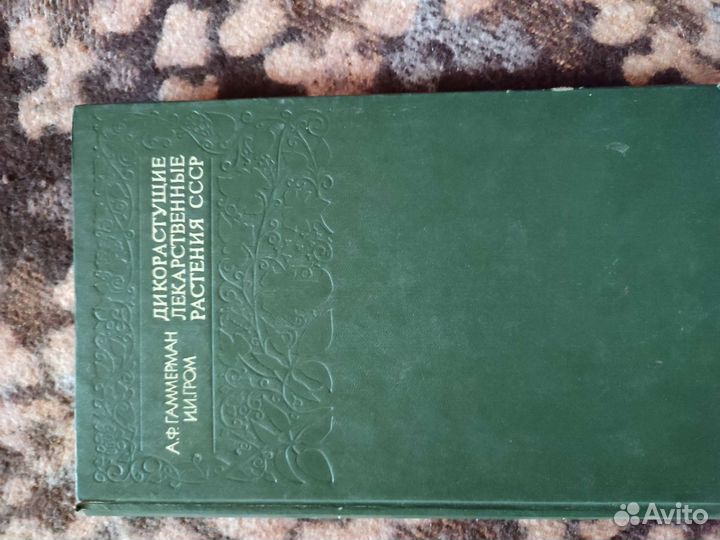 А.Ф. ГАММЕРМАН
И.И. ГРОМ
ДИКОРАСТУЩИЕ
ЛЕКАРСТВЕННЫЕ
РАСТЕНИЯ СССР
Avito